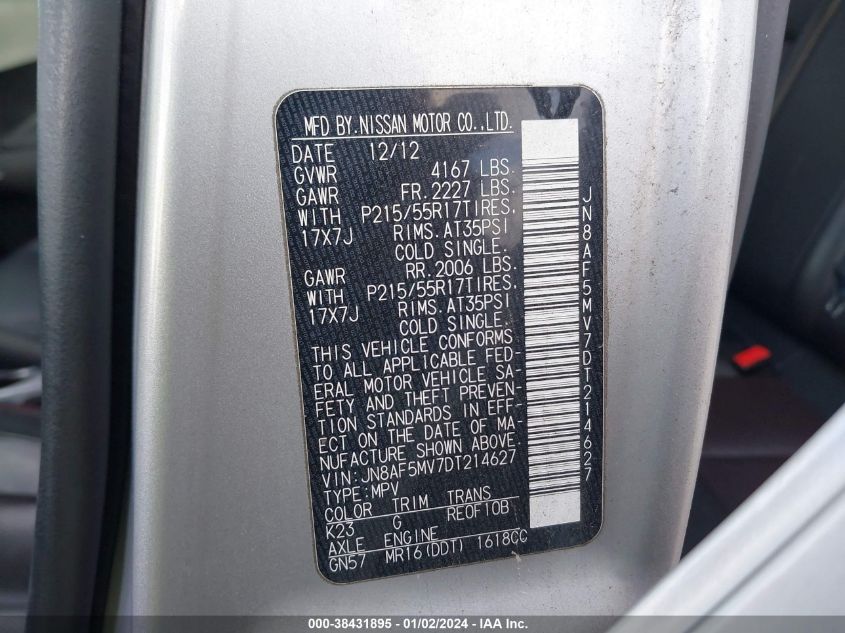 MFD BY.NISSAN MOTOR CO.,LTD.
DATE 12/12
GVWR 4167 LBS.
GAWR FR.2227 LBS.
WITH P215/55R17TIRES.
17X7J RIMS.AT35PSI
COLD SINGLE.
GAWR RR.2006 LBS.
WITH P215/55R17TIRES.
17X7J RIMS.AT35PSI
COLD SINGLE.
THIS VEHICLE CONFORMS
TO ALL APPLICABLE FED-
ERAL MOTOR VEHICLE SA-
FETY AND THEFT PREVEN-
TION STANDARDS IN EFF-
ECT ON THE DATE OF MA-
NUFACTURE SHOWN ABOVE.
VIN:JN8AF5MV7DT214627
TYPE:MPV
COLOR TRIM TRANS
K23 G RE0F10B
AXLE ENGINE
GN57 MR16(DDT) 1618CC
JN8AF5MV7DT214627
000-38431895 - 01/02/2024 - IAA Inc.